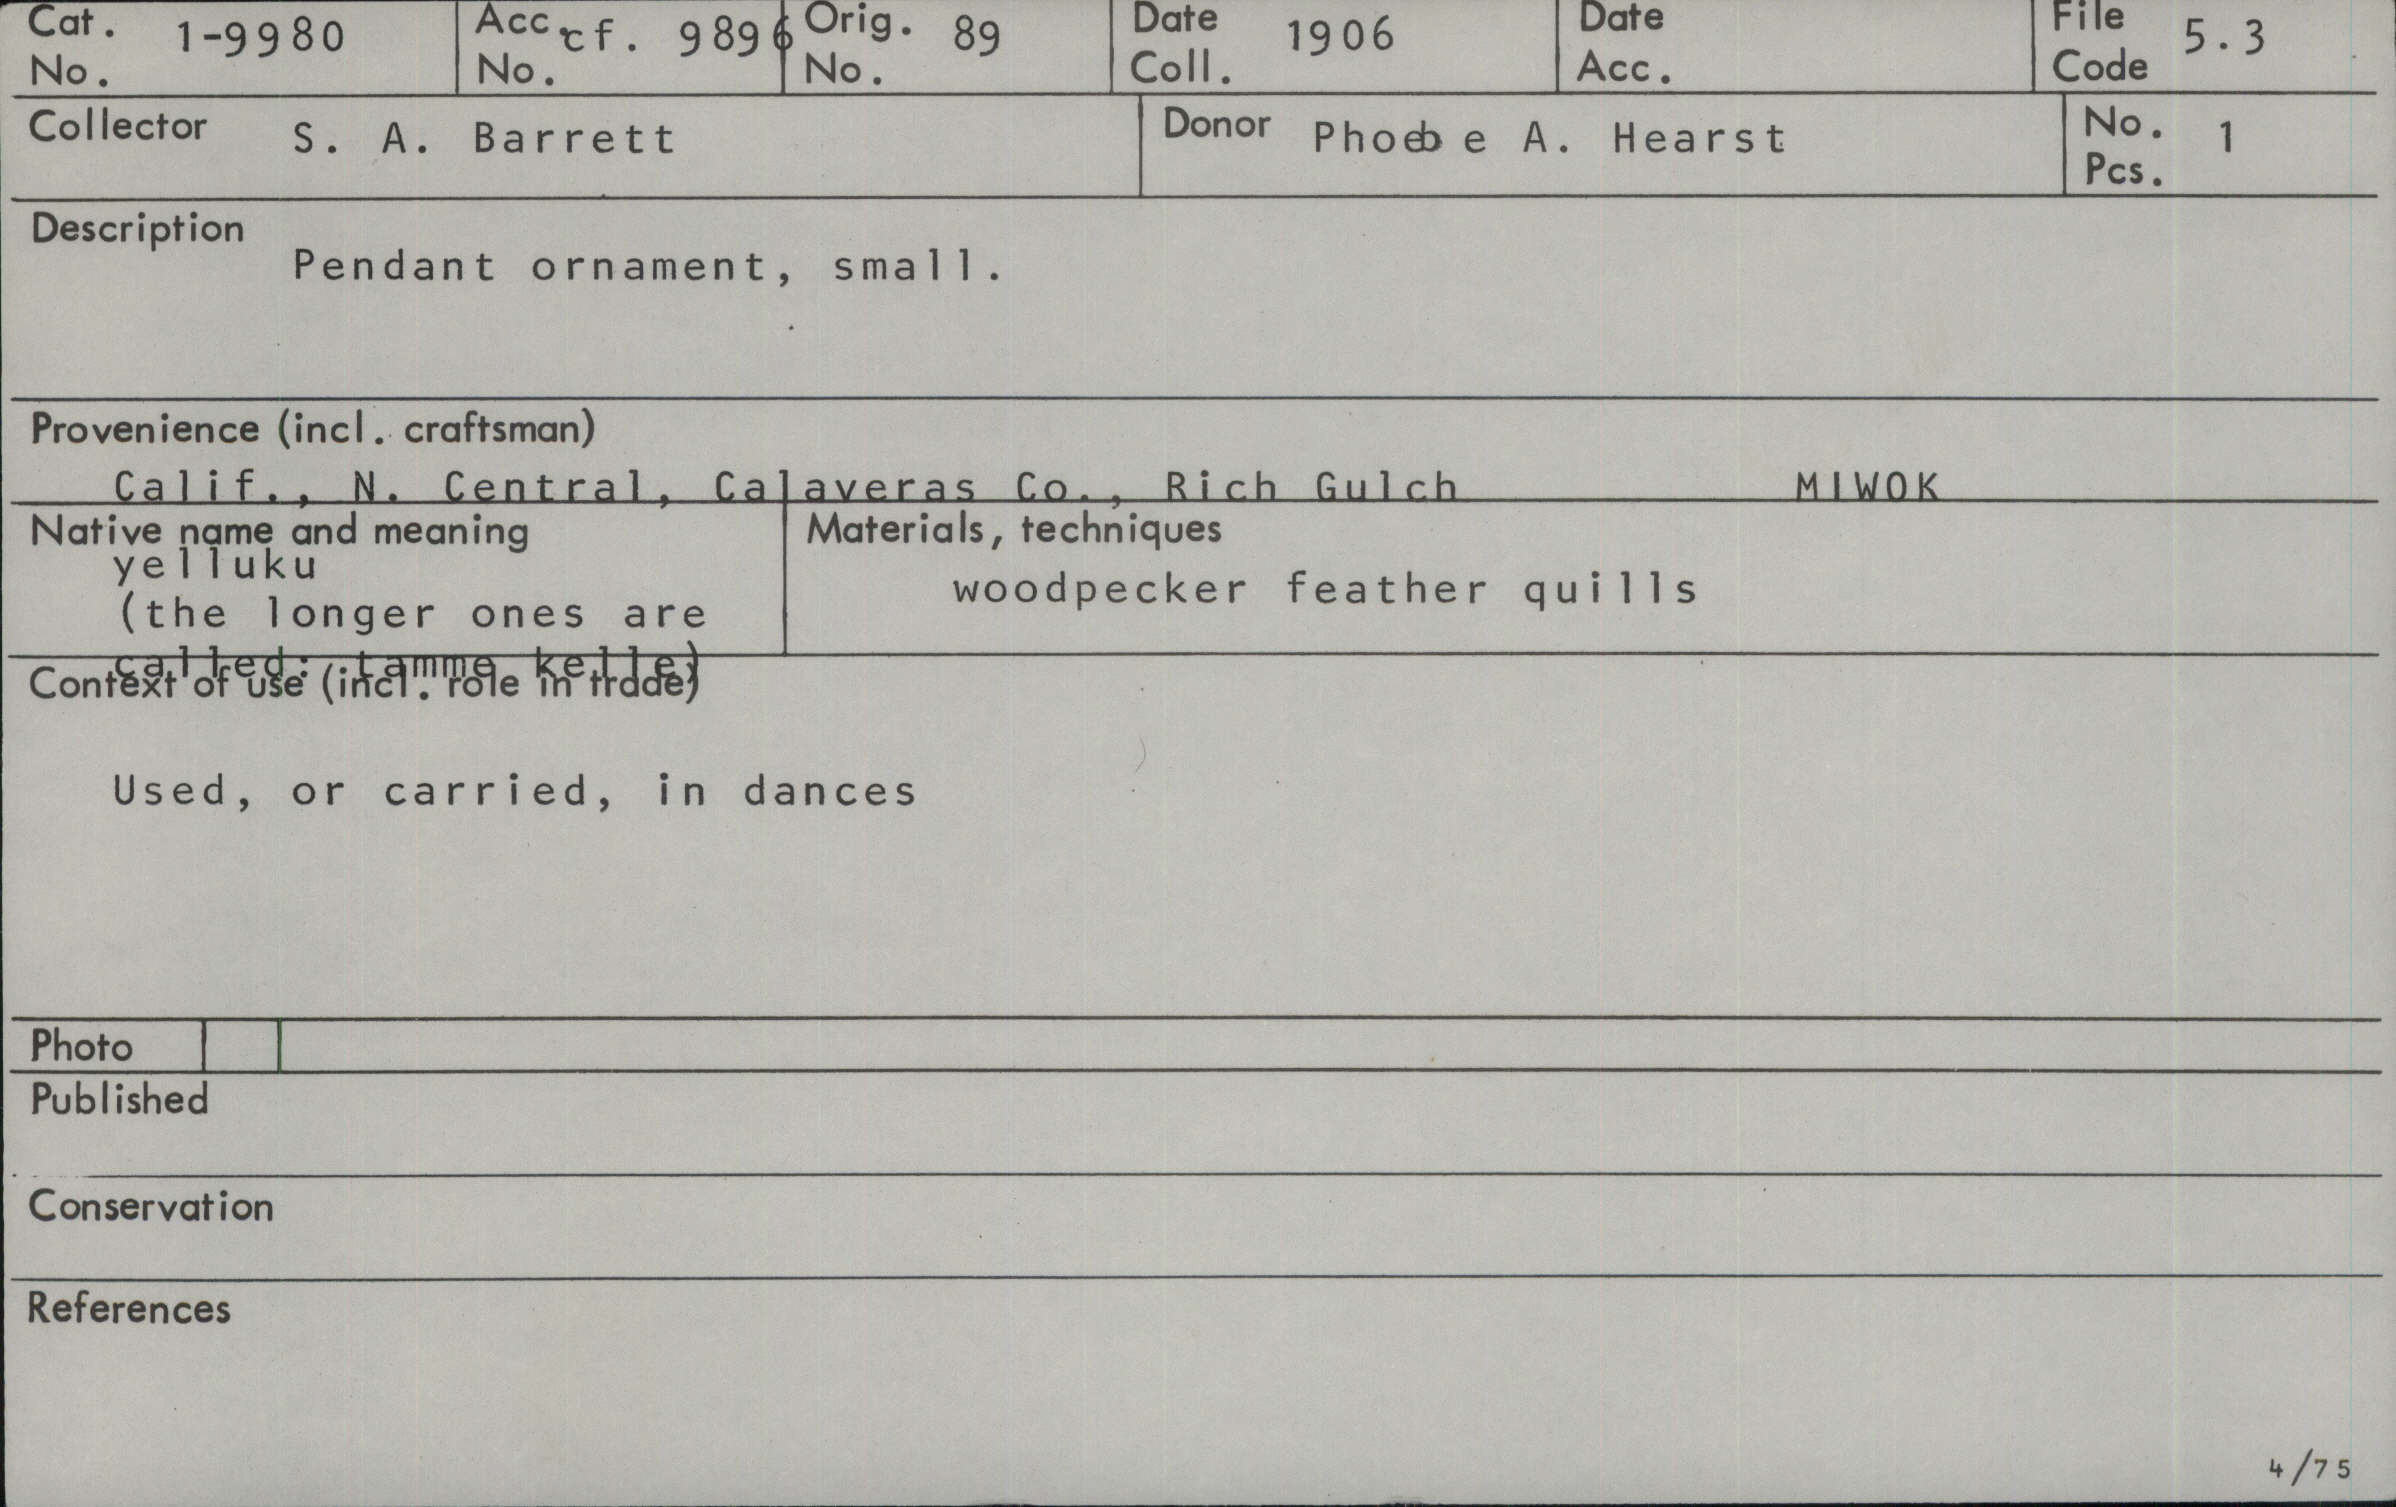 Cat. No. 1-9980 Acc. No. cf. 9896 Orig. No. 89 Date Coll. 1906 Date Acc. File Code 5.3
Collector S. A. Barrett Donor Phoebe A. Hearst No. Pcs. 1
Description
Pendant ornament, small.
Provenience (incl. craftsman)
Calif., N. Central, Calaveras Co., Rich Gulch MIWOK
Native name and meaning
yelluku
(the longer ones are
called: tamme kelle)
Materials, techniques
woodpecker feather quills
Context of use (incl. role in trade)
Used, or carried, in dances
Photo
Published
Conservation
References
4/75